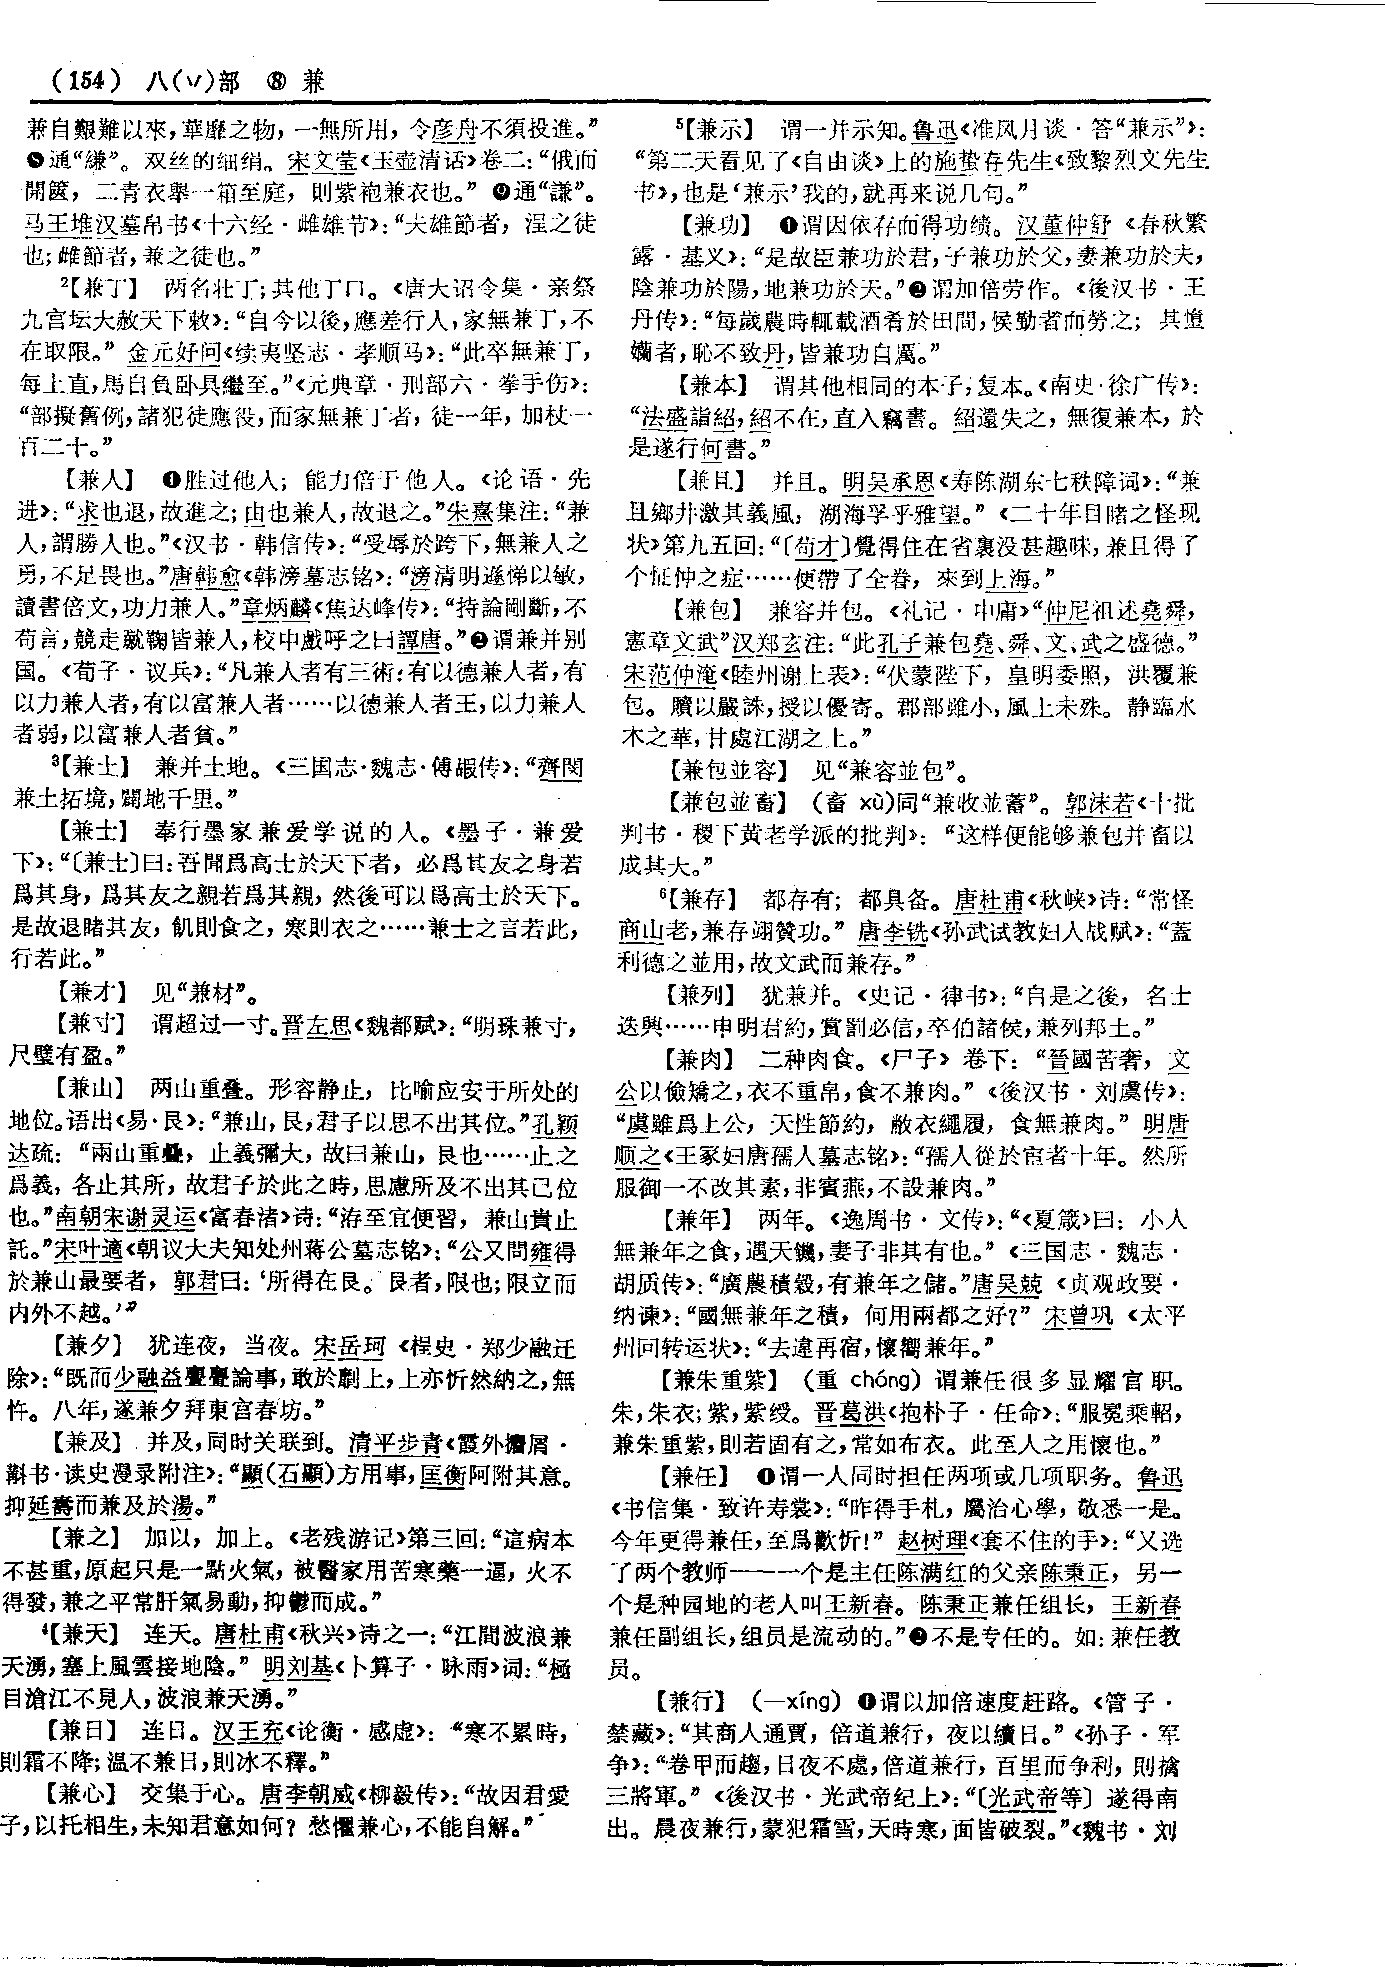 (154) 八(丷)部 ⑧ 兼
兼自艱難以來，華靡之物，一無所用，令彦舟不須投進。”
❽通“縑”。双丝的细绢。宋文莹《玉壶清话》卷二：“俄而
開篋，二青衣舉一箱至庭，則紫袍兼衣也。”❾通“謙”。
马王堆汉墓帛书《十六经·雌雄节》：“夫雄節者，涅之徒
也；雌節者，兼之徒也。”
²【兼丁】 两名壮丁；其他丁口。《唐大诏令集·亲祭
九宫坛大赦天下敕》：“自今以後，應差行人，家無兼丁，不
在取限。”金元好问《续夷坚志·孝顺马》：“此卒無兼丁，
每上直，馬自負卧具繼至。”《元典章·刑部六·拳手伤》：
“部擬舊例，諸犯徒應役，而家無兼丁者，徒一年，加杖一
百二十。”
【兼人】 ❶胜过他人；能力倍于他人。《论语·先
进》：“求也退，故進之；由也兼人，故退之。”朱熹集注：“兼
人，謂勝人也。”《汉书·韩信传》：“受辱於跨下，無兼人之
勇，不足畏也。”唐韩愈《韩滂墓志铭》：“滂清明遜悌以敏，
讀書倍文，功力兼人。”章炳麟《焦达峰传》：“持論剛斷，不
苟言，競走蹴鞠皆兼人，校中戲呼之曰譚唐。”❷谓兼并别
国。《荀子·议兵》：“凡兼人者有三術：有以德兼人者，有
以力兼人者，有以富兼人者……以德兼人者王，以力兼人
者弱，以富兼人者貧。”
³【兼土】 兼并土地。《三国志·魏志·傅嘏传》：“齊閔
兼土拓境，闢地千里。”
【兼士】 奉行墨家兼爱学说的人。《墨子·兼爱
下》：“〔兼士〕曰：吾聞爲高士於天下者，必爲其友之身若
爲其身，爲其友之親若爲其親，然後可以爲高士於天下。
是故退睹其友，飢則食之，寒則衣之……兼士之言若此，
行若此。”
【兼才】 见“兼材”。
【兼寸】 谓超过一寸。晋左思《魏都赋》：“明珠兼寸，
尺璧有盈。”
【兼山】 两山重叠。形容静止，比喻应安于所处的
地位。语出《易·艮》：“兼山，艮，君子以思不出其位。”孔颖
达疏：“兩山重疊，止義彌大，故曰兼山，艮也……止之
爲義，各止其所，故君子於此之時，思慮所及不出其己位
也。”南朝宋谢灵运《富春渚》诗：“洊至宜便習，兼山貴止
託。”宋叶適《朝议大夫知处州蒋公墓志铭》：“公又問雍得
於兼山最要者，郭君曰：‘所得在艮。艮者，限也；限立而
内外不越。’”
【兼夕】 犹连夜，当夜。宋岳珂《桯史·郑少融迁
除》：“既而少融益亹亹論事，敢於劘上，上亦忻然納之，無
忤。八年，遂兼夕拜東宫春坊。”
【兼及】 并及，同时关联到。清平步青《霞外攟屑·
斠书·读史漫录附注》：“顯(石顯)方用事，匡衡阿附其意。
抑延壽而兼及於湯。”
【兼之】 加以，加上。《老残游记》第三回：“這病本
不甚重，原起只是一點火氣，被醫家用苦寒藥一逼，火不
得發，兼之平常肝氣易動，抑鬱而成。”
⁴【兼天】 连天。唐杜甫《秋兴》诗之一：“江間波浪兼
天湧，塞上風雲接地陰。”明刘基《卜算子·咏雨》词：“極
目滄江不見人，波浪兼天湧。”
【兼日】 连日。汉王充《论衡·感虚》：“寒不累時，
則霜不降；温不兼日，則冰不釋。”
【兼心】 交集于心。唐李朝威《柳毅传》：“故因君愛
子，以托相生，未知君意如何？愁懼兼心，不能自解。”
⁵【兼示】 谓一并示知。鲁迅《准风月谈·答“兼示”》：
“第二天看见了《自由谈》上的施蛰存先生《致黎烈文先生
书》，也是‘兼示’我的，就再来说几句。”
【兼功】 ❶谓因依存而得功绩。汉董仲舒《春秋繁
露·基义》：“是故臣兼功於君，子兼功於父，妻兼功於夫，
陰兼功於陽，地兼功於天。”❷谓加倍劳作。《後汉书·王
丹传》：“每歲農時輒載酒肴於田間，候勤者而勞之；其墯
嬾者，恥不致丹，皆兼功自厲。”
【兼本】 谓其他相同的本子，复本。《南史·徐广传》：
“法盛詣紹，紹不在，直入竊書。紹還失之，無復兼本，於
是遂行何書。”
【兼且】 并且。明吴承恩《寿陈湖东七秩障词》：“兼
且鄉井激其義風，湖海孚乎雅望。”《二十年目睹之怪现
状》第九五回：“〔苟才〕覺得住在省裏没甚趣味，兼且得了
个怔忡之症……便帶了全眷，來到上海。”
【兼包】 兼容并包。《礼记·中庸》“仲尼祖述堯舜，
憲章文武”汉郑玄注：“此孔子兼包堯、舜、文、武之盛德。”
宋范仲淹《睦州谢上表》：“伏蒙陛下，皇明委照，洪覆兼
包。贖以嚴誅，授以優寄。郡部雖小，風土未殊。静臨水
木之華，甘處江湖之上。”
【兼包並容】 见“兼容並包”。
【兼包並畜】 (畜 xù)同“兼收並蓄”。郭沫若《十批
判书·稷下黄老学派的批判》：“这样便能够兼包并畜以
成其大。”
⁶【兼存】 都存有；都具备。唐杜甫《秋峡》诗：“常怪
商山老，兼存翊贊功。”唐李铣《孙武试教妇人战赋》：“蓋
利德之並用，故文武而兼存。”
【兼列】 犹兼并。《史记·律书》：“自是之後，名士
迭興……申明君約，賞罰必信，卒伯諸侯，兼列邦土。”
【兼肉】 二种肉食。《尸子》卷下：“晉國苦奢，文
公以儉矯之，衣不重帛，食不兼肉。”《後汉书·刘虞传》：
“虞雖爲上公，天性節約，敝衣繩履，食無兼肉。”明唐
顺之《王豕妇唐孺人墓志铭》：“孺人從於宦者十年。然所
服御一不改其素，非賓燕，不設兼肉。”
【兼年】 两年。《逸周书·文传》：“《夏箴》曰：小人
無兼年之食，遇天饑，妻子非其有也。”《三国志·魏志·
胡质传》：“廣農積穀，有兼年之儲。”唐吴兢《贞观政要·
纳谏》：“國無兼年之積，何用兩都之好？”宋曾巩《太平
州回转运状》：“去違再宿，懷嚮兼年。”
【兼朱重紫】 (重 chóng)谓兼任很多显耀官职。
朱，朱衣；紫，紫绶。晋葛洪《抱朴子·任命》：“服冕乘軺，
兼朱重紫，則若固有之，常如布衣。此至人之用懷也。”
【兼任】 ❶谓一人同时担任两项或几项职务。鲁迅
《书信集·致许寿裳》：“昨得手札，屬治心學，敬悉一是。
今年更得兼任，至爲歡忻！”赵树理《套不住的手》：“又选
了两个教师——一个是主任陈满红的父亲陈秉正，另一
个是种园地的老人叫王新春。陈秉正兼任组长，王新春
兼任副组长，组员是流动的。”❷不是专任的。如：兼任教
员。
【兼行】 (—xíng) ❶谓以加倍速度赶路。《管子·
禁藏》：“其商人通賈，倍道兼行，夜以續日。”《孙子·军
争》：“卷甲而趨，日夜不處，倍道兼行，百里而争利，則擒
三將軍。”《後汉书·光武帝纪上》：“〔光武帝等〕遂得南
出。晨夜兼行，蒙犯霜雪，天時寒，面皆破裂。”《魏书·刘